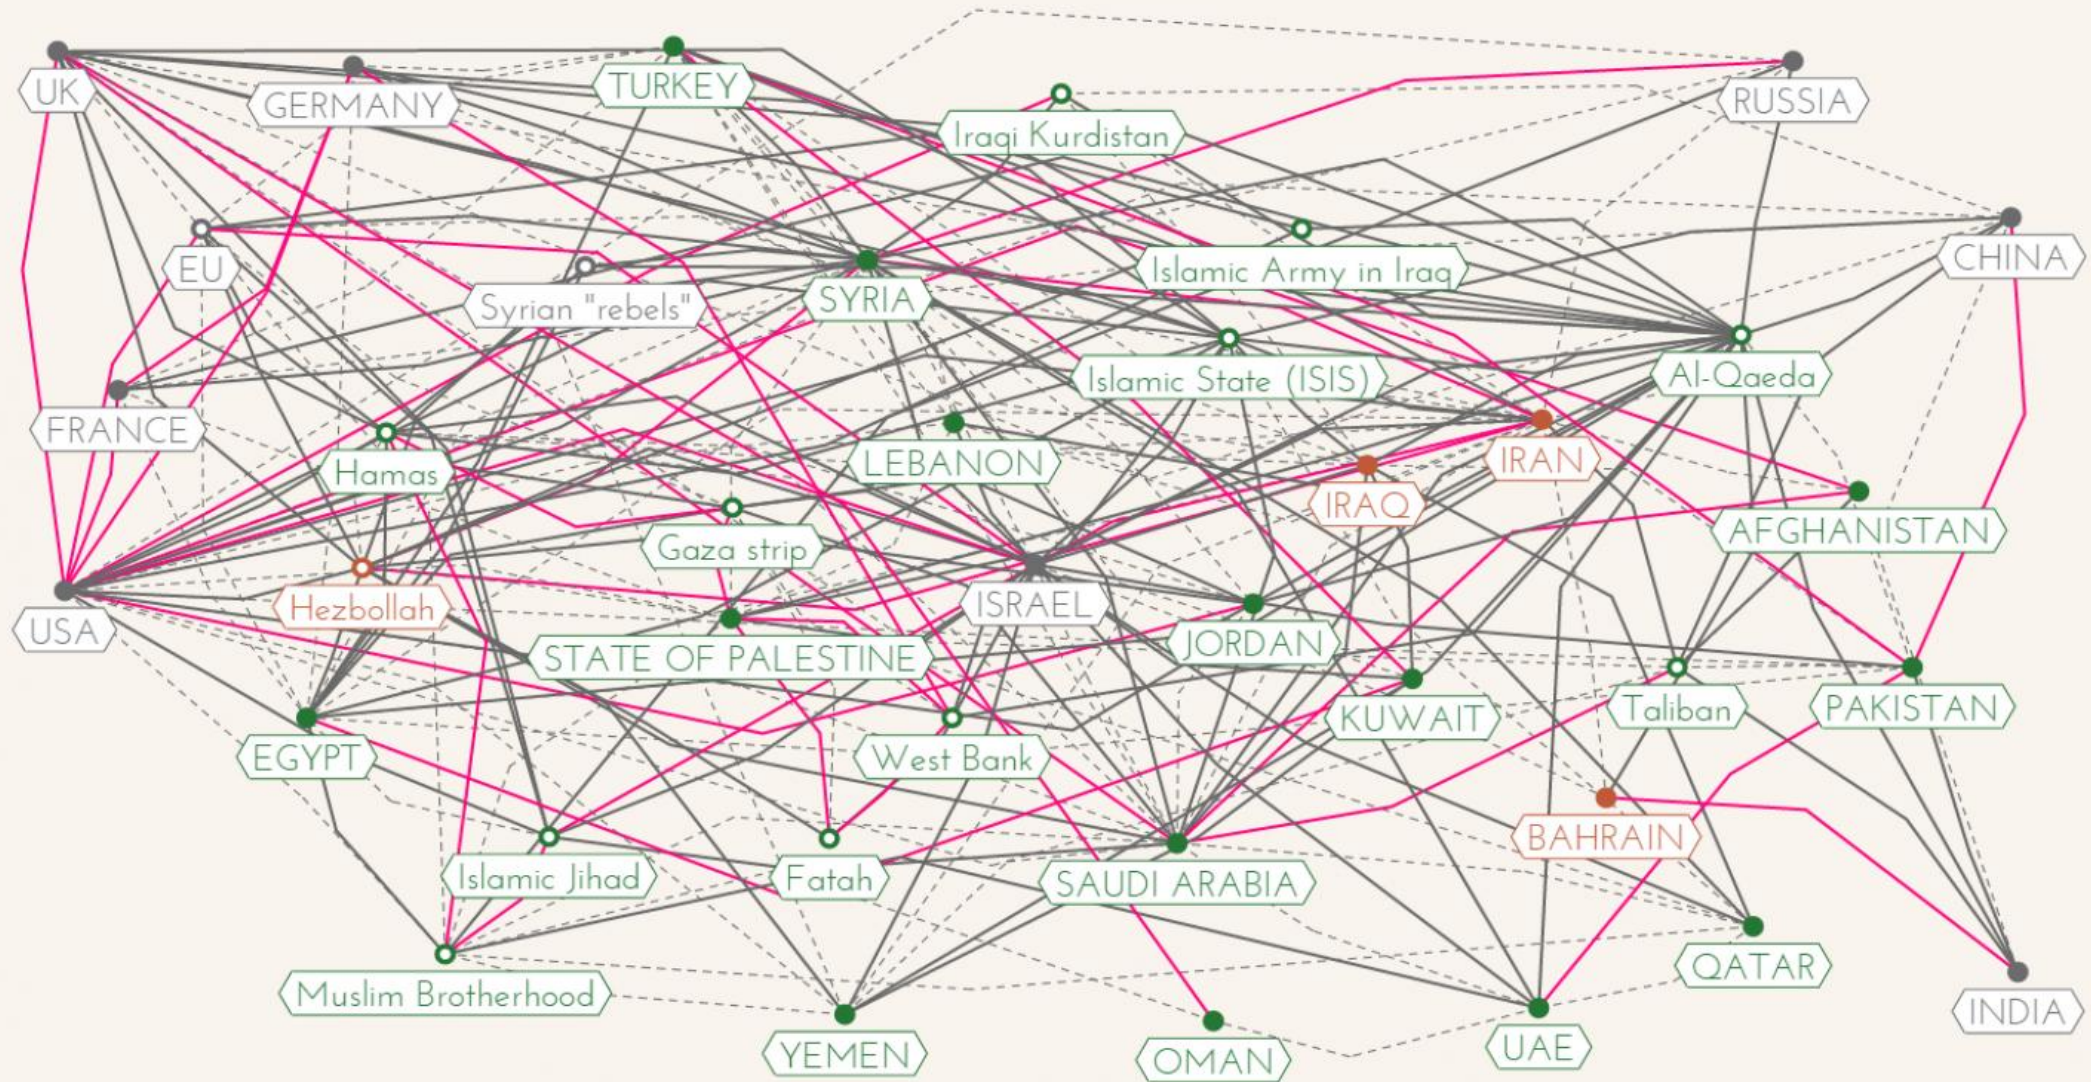 UK
GERMANY
TURKEY
Iraqi Kurdistan
RUSSIA
EU
Syrian "rebels"
SYRIA
Islamic Army in Iraq
CHINA
FRANCE
Hamas
LEBANON
Islamic State (ISIS)
Al-Qaeda
IRAN
IRAQ
AFGHANISTAN
Gaza strip
USA
Hezbollah
ISRAEL
STATE OF PALESTINE
JORDAN
KUWAIT
Taliban
PAKISTAN
EGYPT
West Bank
BAHRAIN
Islamic Jihad
Fatah
SAUDI ARABIA
QATAR
Muslim Brotherhood
INDIA
YEMEN
OMAN
UAE